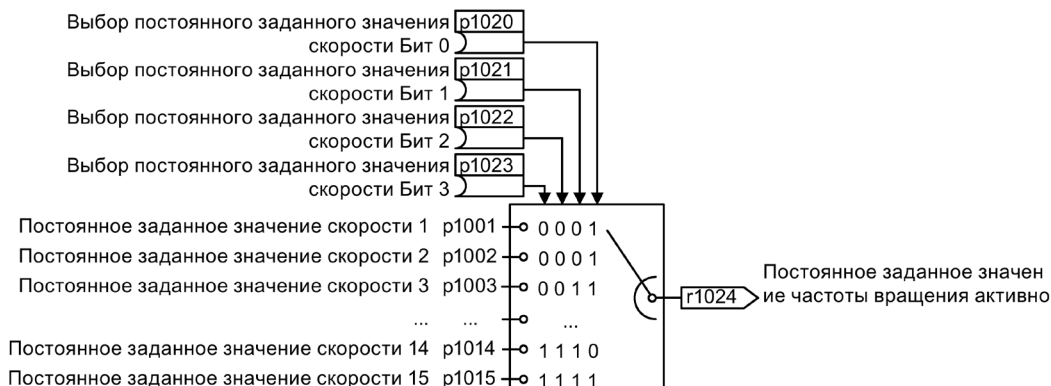 Выбор постоянного заданного значения p1020
скорости Бит 0
Выбор постоянного заданного значения p1021
скорости Бит 1
Выбор постоянного заданного значения p1022
скорости Бит 2
Выбор постоянного заданного значения p1023
скорости Бит 3
Постоянное заданное значение скорости 1 p1001 0 0 0 1
Постоянное заданное значение скорости 2 p1002 0 0 0 1
Постоянное заданное значение скорости 3 p1003 0 0 1 1
... ... ...
Постоянное заданное значение скорости 14 p1014 1 1 1 0
Постоянное заданное значение скорости 15 p1015 1 1 1 1
r1024
Постоянное заданное значен
ие частоты вращения активно